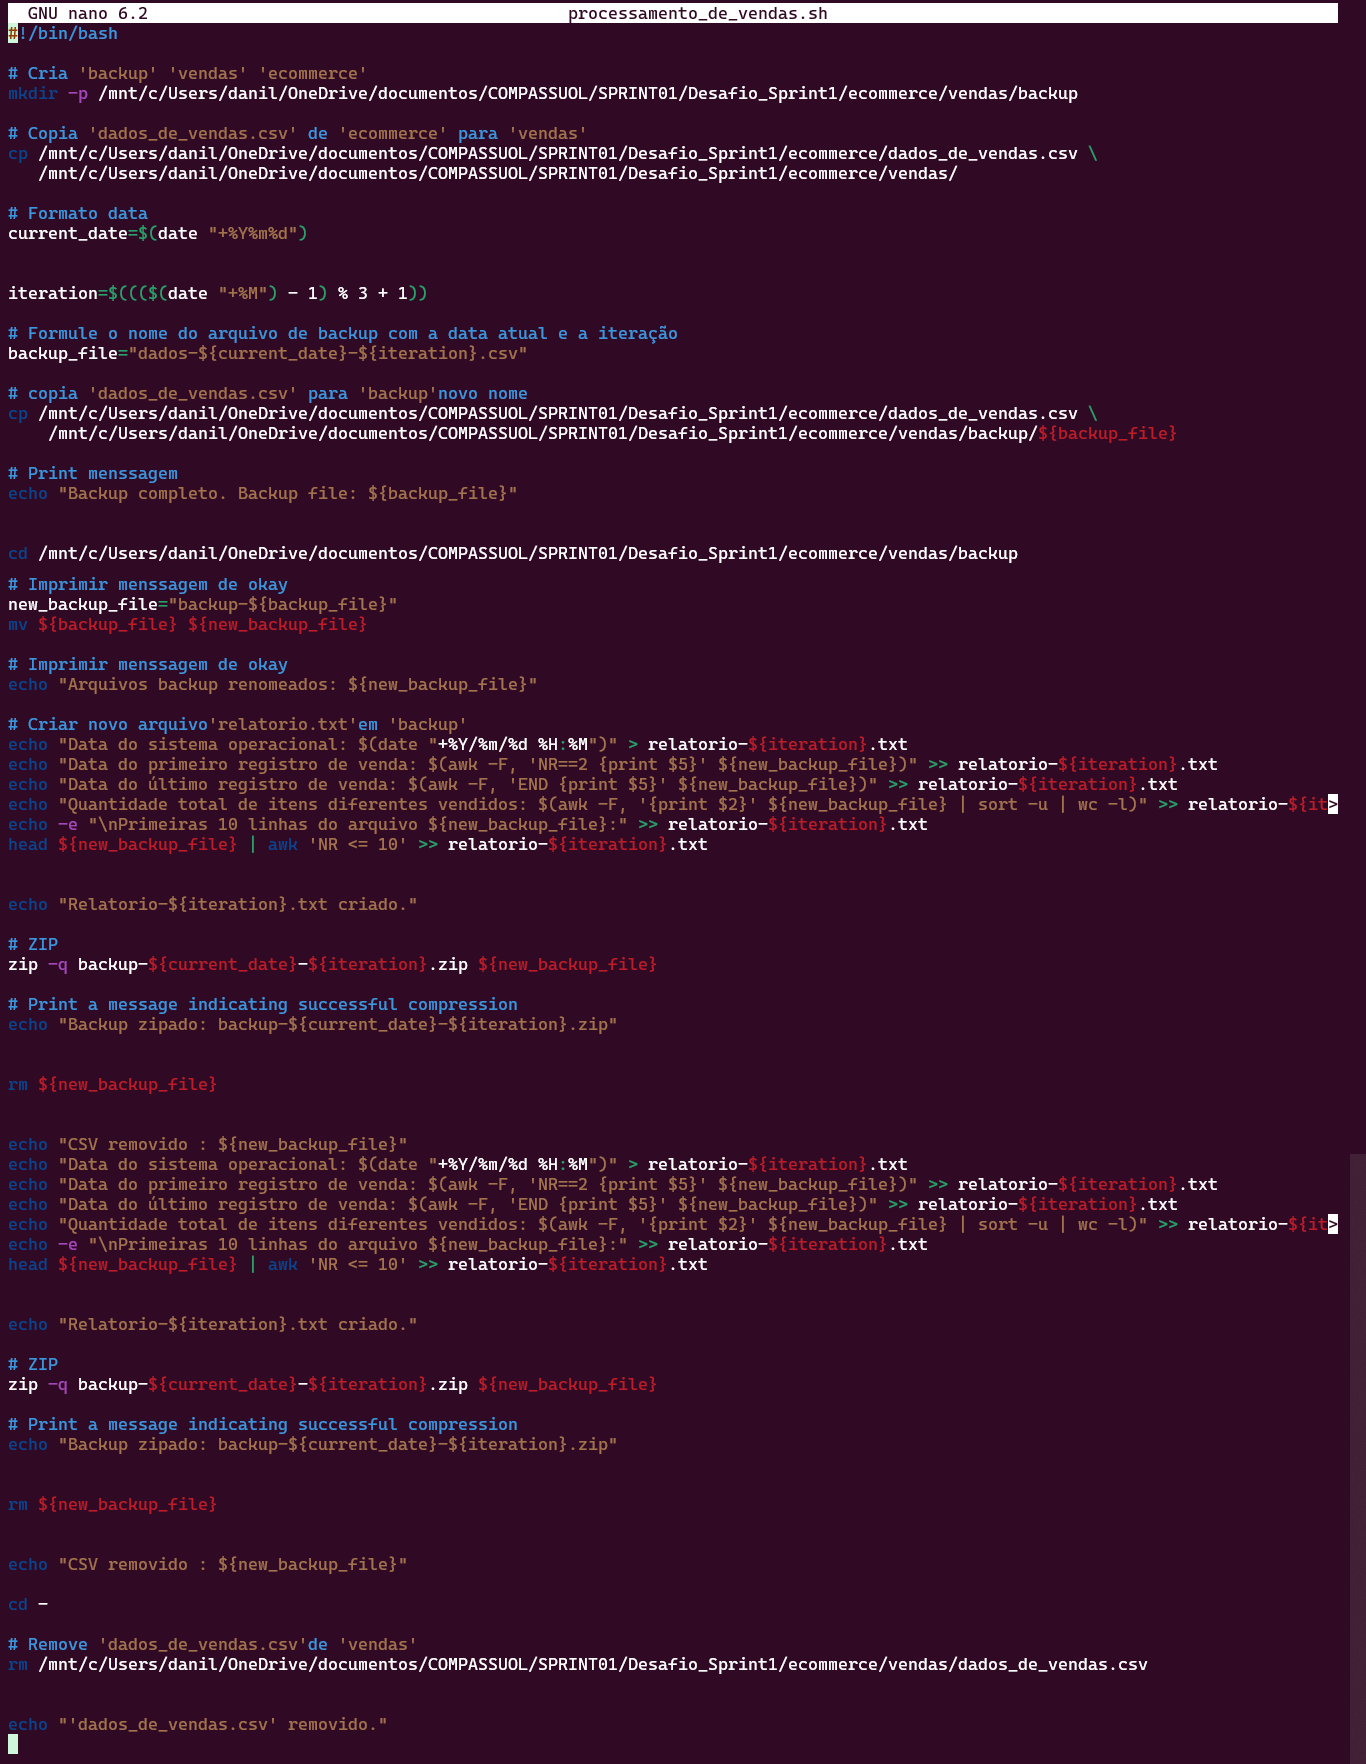 GNU nano 6.2 processamento_de_vendas.sh
#!/bin/bash
# Cria 'backup' 'vendas' 'ecommerce'
mkdir -p /mnt/c/Users/danil/OneDrive/documentos/COMPASSUOL/SPRINT01/Desafio_Sprint1/ecommerce/vendas/backup
# Copia 'dados_de_vendas.csv' de 'ecommerce' para 'vendas'
cp /mnt/c/Users/danil/OneDrive/documentos/COMPASSUOL/SPRINT01/Desafio_Sprint1/ecommerce/dados_de_vendas.csv \
/mnt/c/Users/danil/OneDrive/documentos/COMPASSUOL/SPRINT01/Desafio_Sprint1/ecommerce/vendas/
# Formato data
current_date=$(date "+%Y%m%d")
iteration=$((($(date "+%M") - 1) % 3 + 1))
# Formule o nome do arquivo de backup com a data atual e a iteração
backup_file="dados-${current_date}-${iteration}.csv"
# copia 'dados_de_vendas.csv' para 'backup'novo nome
cp /mnt/c/Users/danil/OneDrive/documentos/COMPASSUOL/SPRINT01/Desafio_Sprint1/ecommerce/dados_de_vendas.csv \
/mnt/c/Users/danil/OneDrive/documentos/COMPASSUOL/SPRINT01/Desafio_Sprint1/ecommerce/vendas/backup/${backup_file}
# Print menssagem
echo "Backup completo. Backup file: ${backup_file}"
cd /mnt/c/Users/danil/OneDrive/documentos/COMPASSUOL/SPRINT01/Desafio_Sprint1/ecommerce/vendas/backup
# Imprimir menssagem de okay
new_backup_file="backup-${backup_file}"
mv ${backup_file} ${new_backup_file}
# Imprimir menssagem de okay
echo "Arquivos backup renomeados: ${new_backup_file}"
# Criar novo arquivo'relatorio.txt'em 'backup'
echo "Data do sistema operacional: $(date "+%Y/%m/%d %H:%M")" > relatorio-${iteration}.txt
echo "Data do primeiro registro de venda: $(awk -F, 'NR==2 {print $5}' ${new_backup_file})" >> relatorio-${iteration}.txt
echo "Data do último registro de venda: $(awk -F, 'END {print $5}' ${new_backup_file})" >> relatorio-${iteration}.txt
echo "Quantidade total de itens diferentes vendidos: $(awk -F, '{print $2}' ${new_backup_file} | sort -u | wc -l)" >> relatorio-${it>
echo -e "\nPrimeiras 10 linhas do arquivo ${new_backup_file}:" >> relatorio-${iteration}.txt
head ${new_backup_file} | awk 'NR <= 10' >> relatorio-${iteration}.txt
echo "Relatorio-${iteration}.txt criado."
# ZIP
zip -q backup-${current_date}-${iteration}.zip ${new_backup_file}
# Print a message indicating successful compression
echo "Backup zipado: backup-${current_date}-${iteration}.zip"
rm ${new_backup_file}
echo "CSV removido : ${new_backup_file}"
echo "Data do sistema operacional: $(date "+%Y/%m/%d %H:%M")" > relatorio-${iteration}.txt
echo "Data do primeiro registro de venda: $(awk -F, 'NR==2 {print $5}' ${new_backup_file})" >> relatorio-${iteration}.txt
echo "Data do último registro de venda: $(awk -F, 'END {print $5}' ${new_backup_file})" >> relatorio-${iteration}.txt
echo "Quantidade total de itens diferentes vendidos: $(awk -F, '{print $2}' ${new_backup_file} | sort -u | wc -l)" >> relatorio-${it>
echo -e "\nPrimeiras 10 linhas do arquivo ${new_backup_file}:" >> relatorio-${iteration}.txt
head ${new_backup_file} | awk 'NR <= 10' >> relatorio-${iteration}.txt
echo "Relatorio-${iteration}.txt criado."
# ZIP
zip -q backup-${current_date}-${iteration}.zip ${new_backup_file}
# Print a message indicating successful compression
echo "Backup zipado: backup-${current_date}-${iteration}.zip"
rm ${new_backup_file}
echo "CSV removido : ${new_backup_file}"
cd -
# Remove 'dados_de_vendas.csv'de 'vendas'
rm /mnt/c/Users/danil/OneDrive/documentos/COMPASSUOL/SPRINT01/Desafio_Sprint1/ecommerce/vendas/dados_de_vendas.csv
echo "'dados_de_vendas.csv' removido."